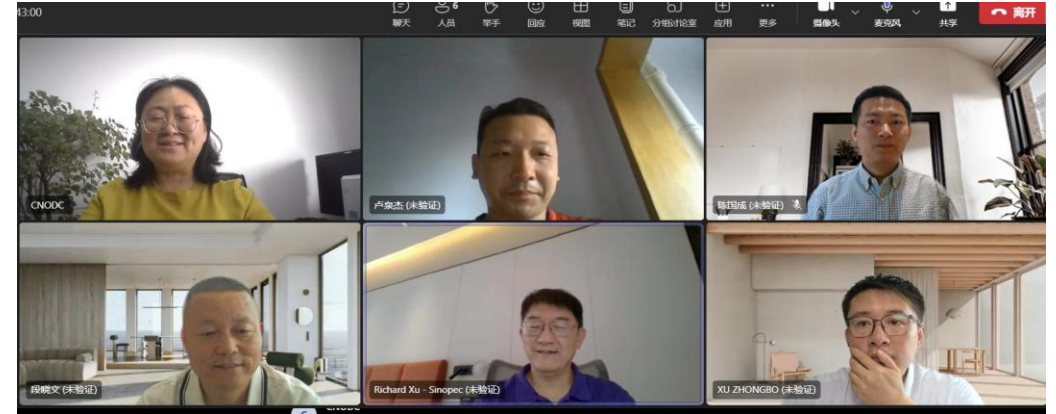 43:00
6
聊天 人员 举手 回应 视图 笔记 分组讨论室 应用 更多 摄像头 麦克风 共享 离开
CNODC
卢泉杰 (未验证)
陈国成 (未验证)
段晓文 (未验证)
Richard Xu - Sinopec (未验证)
XU ZHONGBO (未验证)
CNODC